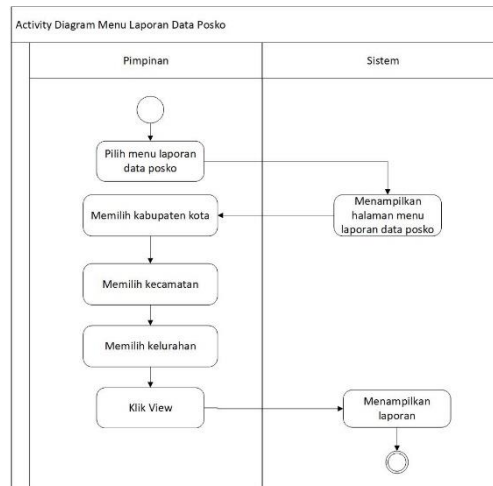 Activity Diagram Menu Laporan Data Posko
Pimpinan
Sistem
Pilih menu laporan
data posko
Menampilkan
halaman menu
laporan data posko
Memilih kabupaten kota
Memilih kecamatan
Memilih kelurahan
Klik View
Menampilkan
laporan